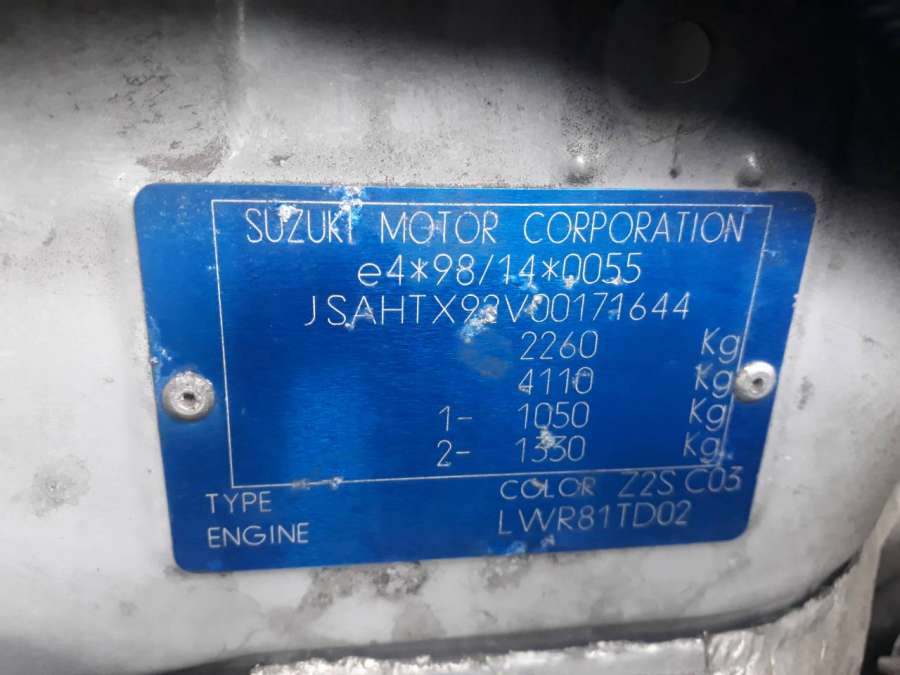 SUZUKI MOTOR CORPORATION
e4*98/14*0055
JSAHTX92V00171644
2260 Kg
4110 Kg
1- 1050 Kg
2- 1330 Kg
TYPE COLOR Z2S C03
ENGINE LWR81TD02